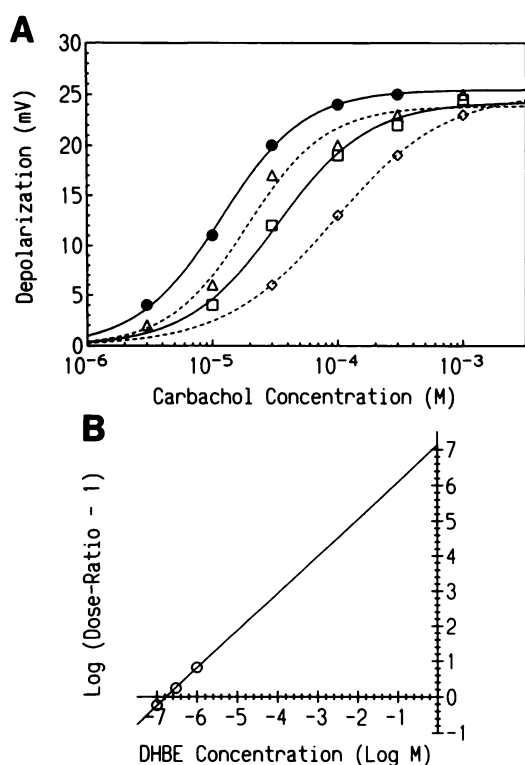 A
Depolarization (mV)
30
25
20
15
10
5
0
10⁻⁶ 10⁻⁵ 10⁻⁴ 10⁻³
Carbachol Concentration (M)
B
Log (Dose-Ratio - 1)
7
6
5
4
3
2
1
0
-1
-7 -6 -5 -4 -3 -2 -1
DHBE Concentration (Log M)